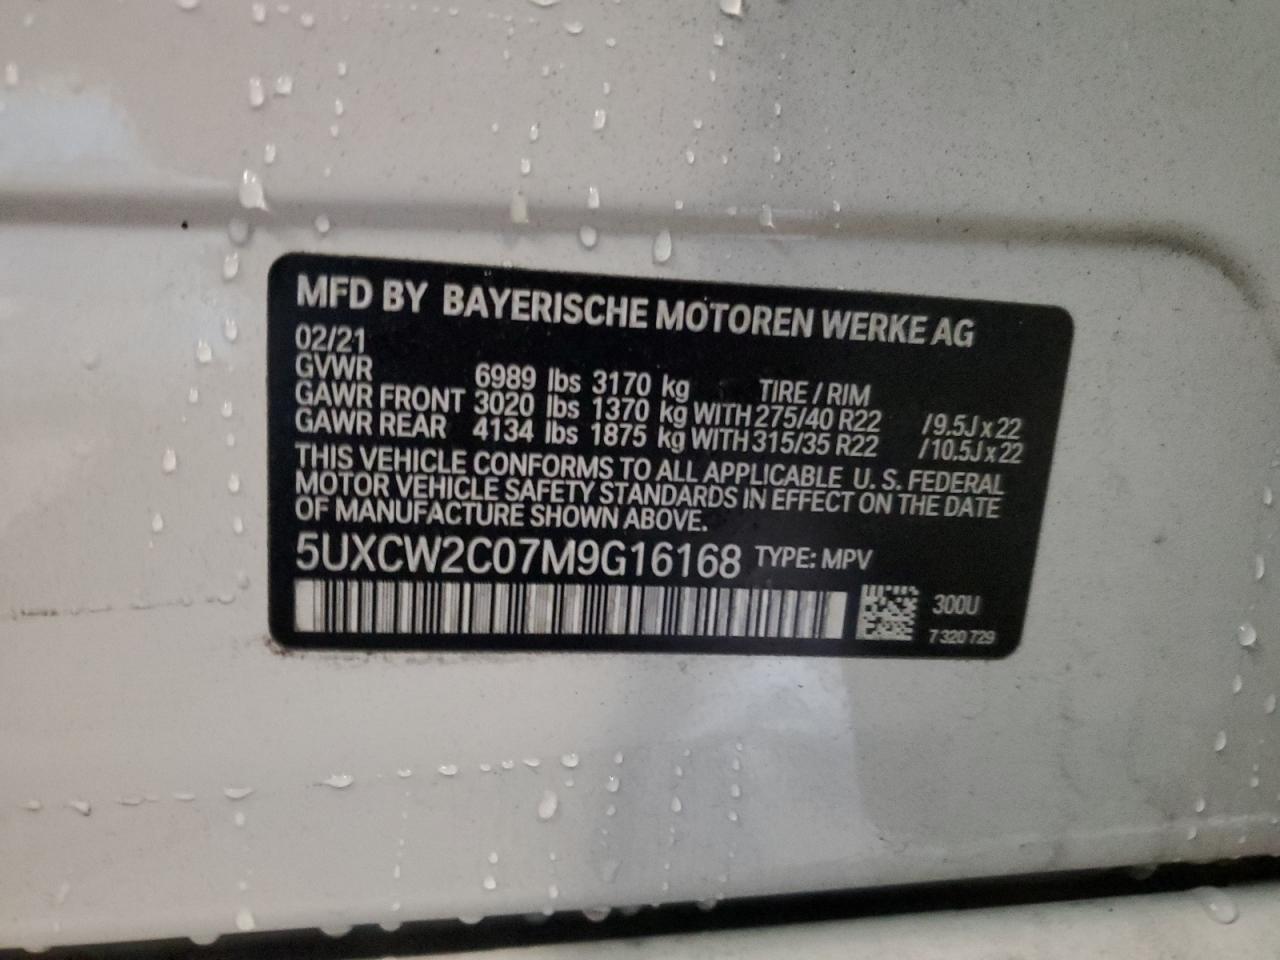 MFD BY BAYERISCHE MOTOREN WERKE AG
02/21
GVWR 6989 lbs 3170 kg TIRE / RIM
GAWR FRONT 3020 lbs 1370 kg WITH 275/40 R22 /9.5J x 22
GAWR REAR 4134 lbs 1875 kg WITH 315/35 R22 /10.5J x 22
THIS VEHICLE CONFORMS TO ALL APPLICABLE U. S. FEDERAL
MOTOR VEHICLE SAFETY STANDARDS IN EFFECT ON THE DATE
OF MANUFACTURE SHOWN ABOVE.
5UXCW2C07M9G16168 TYPE: MPV
300U
7 320 729